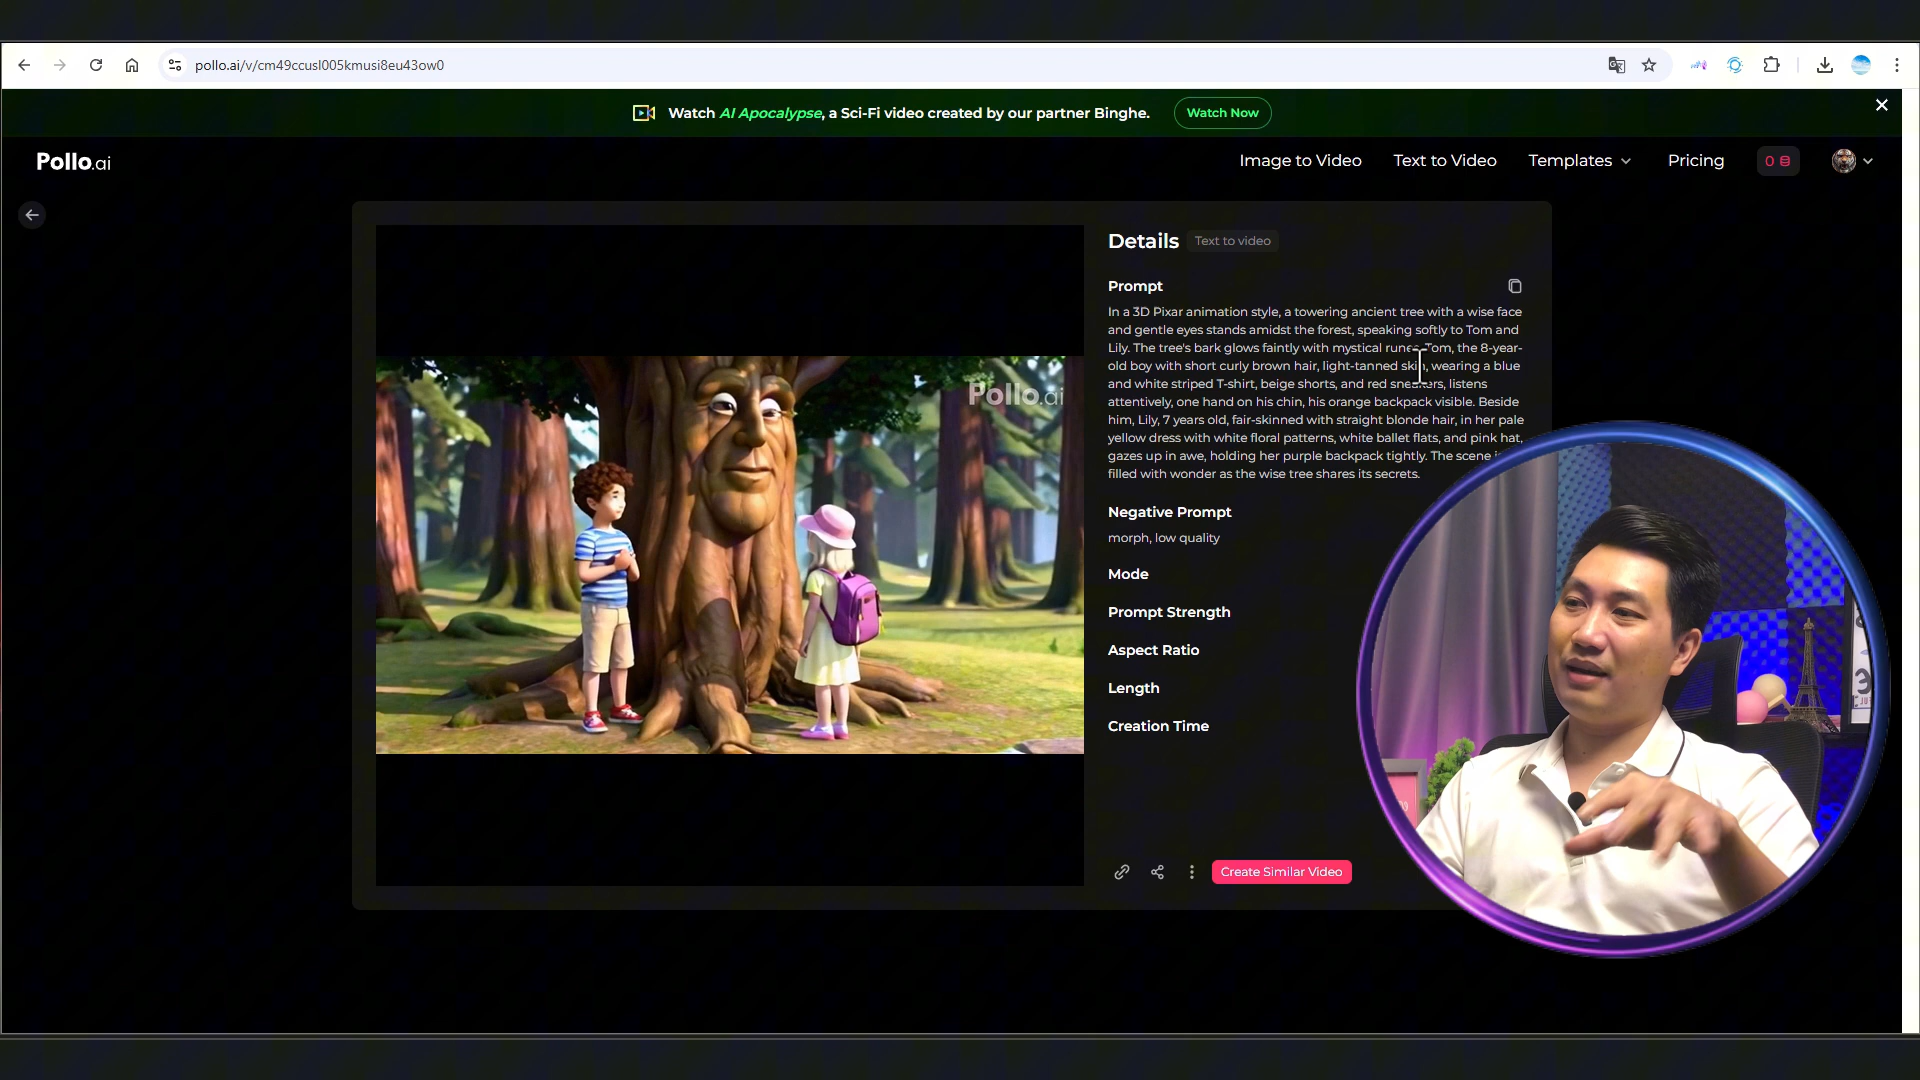 pollo.ai/v/cm49ccusl005kmusi8eu43ow0
Watch AI Apocalypse, a Sci-Fi video created by our partner Binghe.
Watch Now
Pollo.ai
Image to Video
Text to Video
Templates
Pricing
0
Details
Text to video
Prompt
In a 3D Pixar animation style, a towering ancient tree with a wise face
and gentle eyes stands amidst the forest, speaking softly to Tom and
Lily. The tree's bark glows faintly with mystical runes. Tom, the 8-year-
old boy with short curly brown hair, light-tanned skin, wearing a blue
and white striped T-shirt, beige shorts, and red sneakers, listens
attentively, one hand on his chin, his orange backpack visible. Beside
him, Lily, 7 years old, fair-skinned with straight blonde hair, in her pale
yellow dress with white floral patterns, white ballet flats, and pink hat,
gazes up in awe, holding her purple backpack tightly. The scene
filled with wonder as the wise tree shares its secrets.
Pollo.ai
Negative Prompt
morph, low quality
Mode
Prompt Strength
Aspect Ratio
Length
Creation Time
Create Similar Video